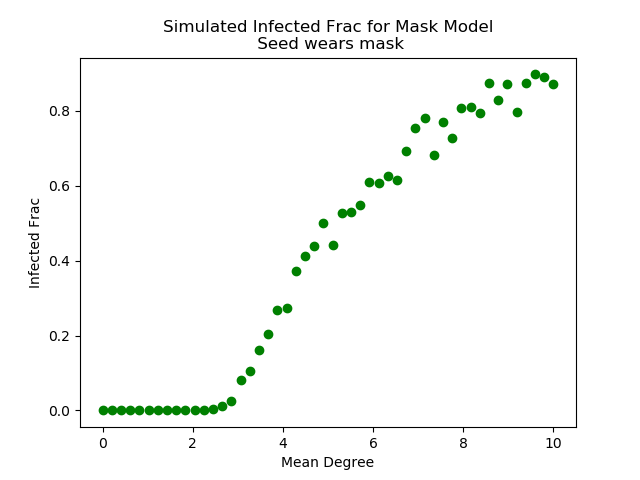 Simulated Infected Frac for Mask Model
Seed wears mask
Infected Frac
0.8
0.6
0.4
0.2
0.0
0 2 4 6 8 10
Mean Degree